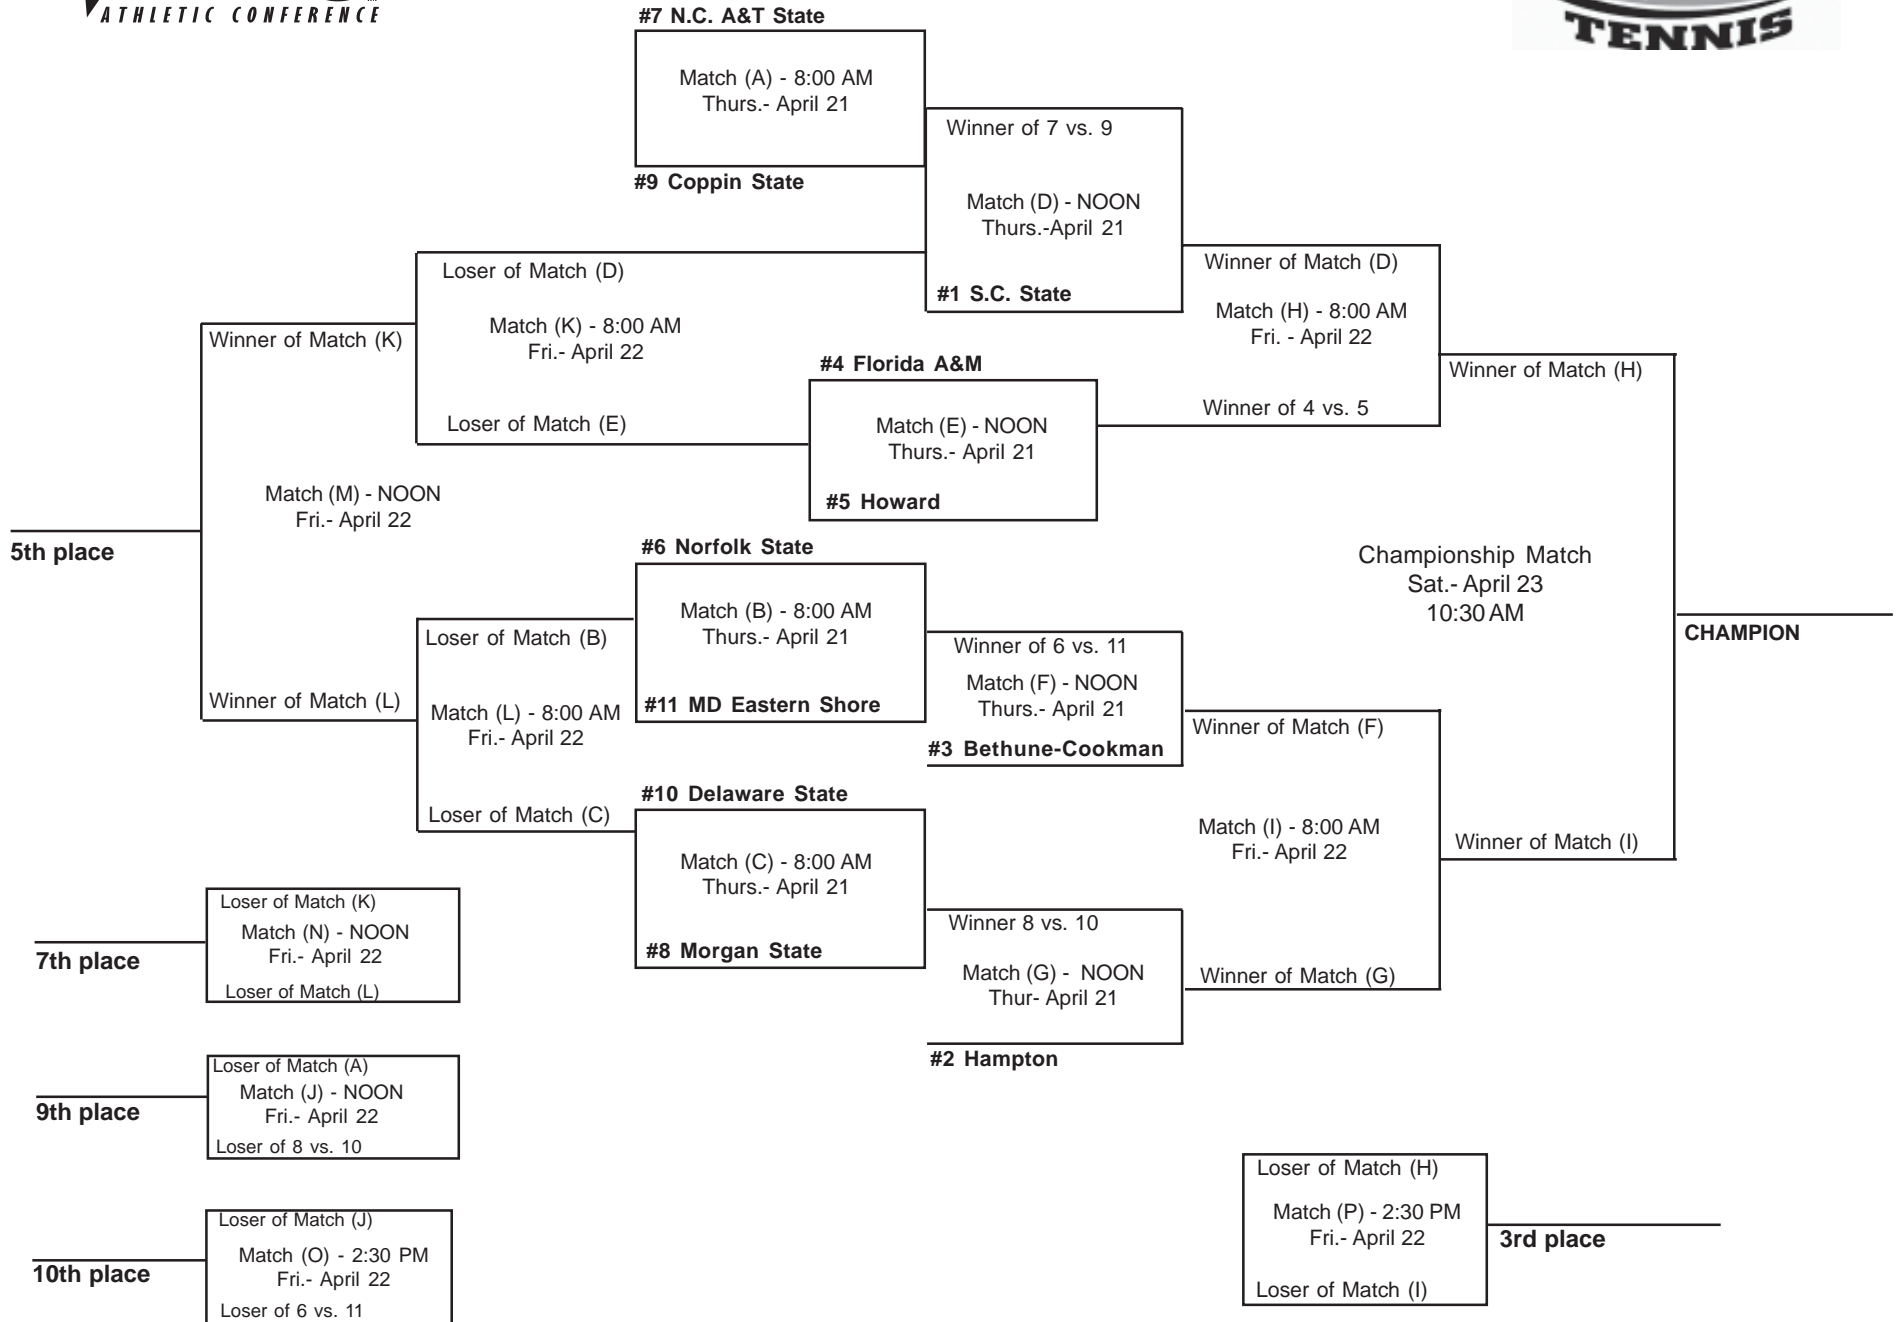 ATHLETIC CONFERENCE
TENNIS
#7 N.C. A&T State
Match (A) - 8:00 AM
Thurs.- April 21
#9 Coppin State
Winner of 7 vs. 9
Match (D) - NOON
Thurs.-April 21
#1 S.C. State
Loser of Match (D)
Match (K) - 8:00 AM
Fri.- April 22
Loser of Match (E)
Winner of Match (K)
Match (M) - NOON
Fri.- April 22
5th place
Winner of Match (L)
#4 Florida A&M
Match (E) - NOON
Thurs.- April 21
#5 Howard
Winner of Match (D)
Match (H) - 8:00 AM
Fri. - April 22
Winner of 4 vs. 5
Winner of Match (H)
Championship Match
Sat.- April 23
10:30 AM
CHAMPION
#6 Norfolk State
Match (B) - 8:00 AM
Thurs.- April 21
#11 MD Eastern Shore
Loser of Match (B)
Match (L) - 8:00 AM
Fri.- April 22
Loser of Match (C)
Winner of 6 vs. 11
Match (F) - NOON
Thurs.- April 21
#3 Bethune-Cookman
#10 Delaware State
Match (C) - 8:00 AM
Thurs.- April 21
#8 Morgan State
Winner of Match (F)
Match (I) - 8:00 AM
Fri.- April 22
Winner of Match (G)
Winner of Match (I)
Winner 8 vs. 10
Match (G) - NOON
Thur- April 21
#2 Hampton
Loser of Match (K)
Match (N) - NOON
Fri.- April 22
Loser of Match (L)
7th place
Loser of Match (A)
Match (J) - NOON
Fri.- April 22
Loser of 8 vs. 10
9th place
Loser of Match (J)
Match (O) - 2:30 PM
Fri.- April 22
Loser of 6 vs. 11
10th place
Loser of Match (H)
Match (P) - 2:30 PM
Fri.- April 22
Loser of Match (I)
3rd place